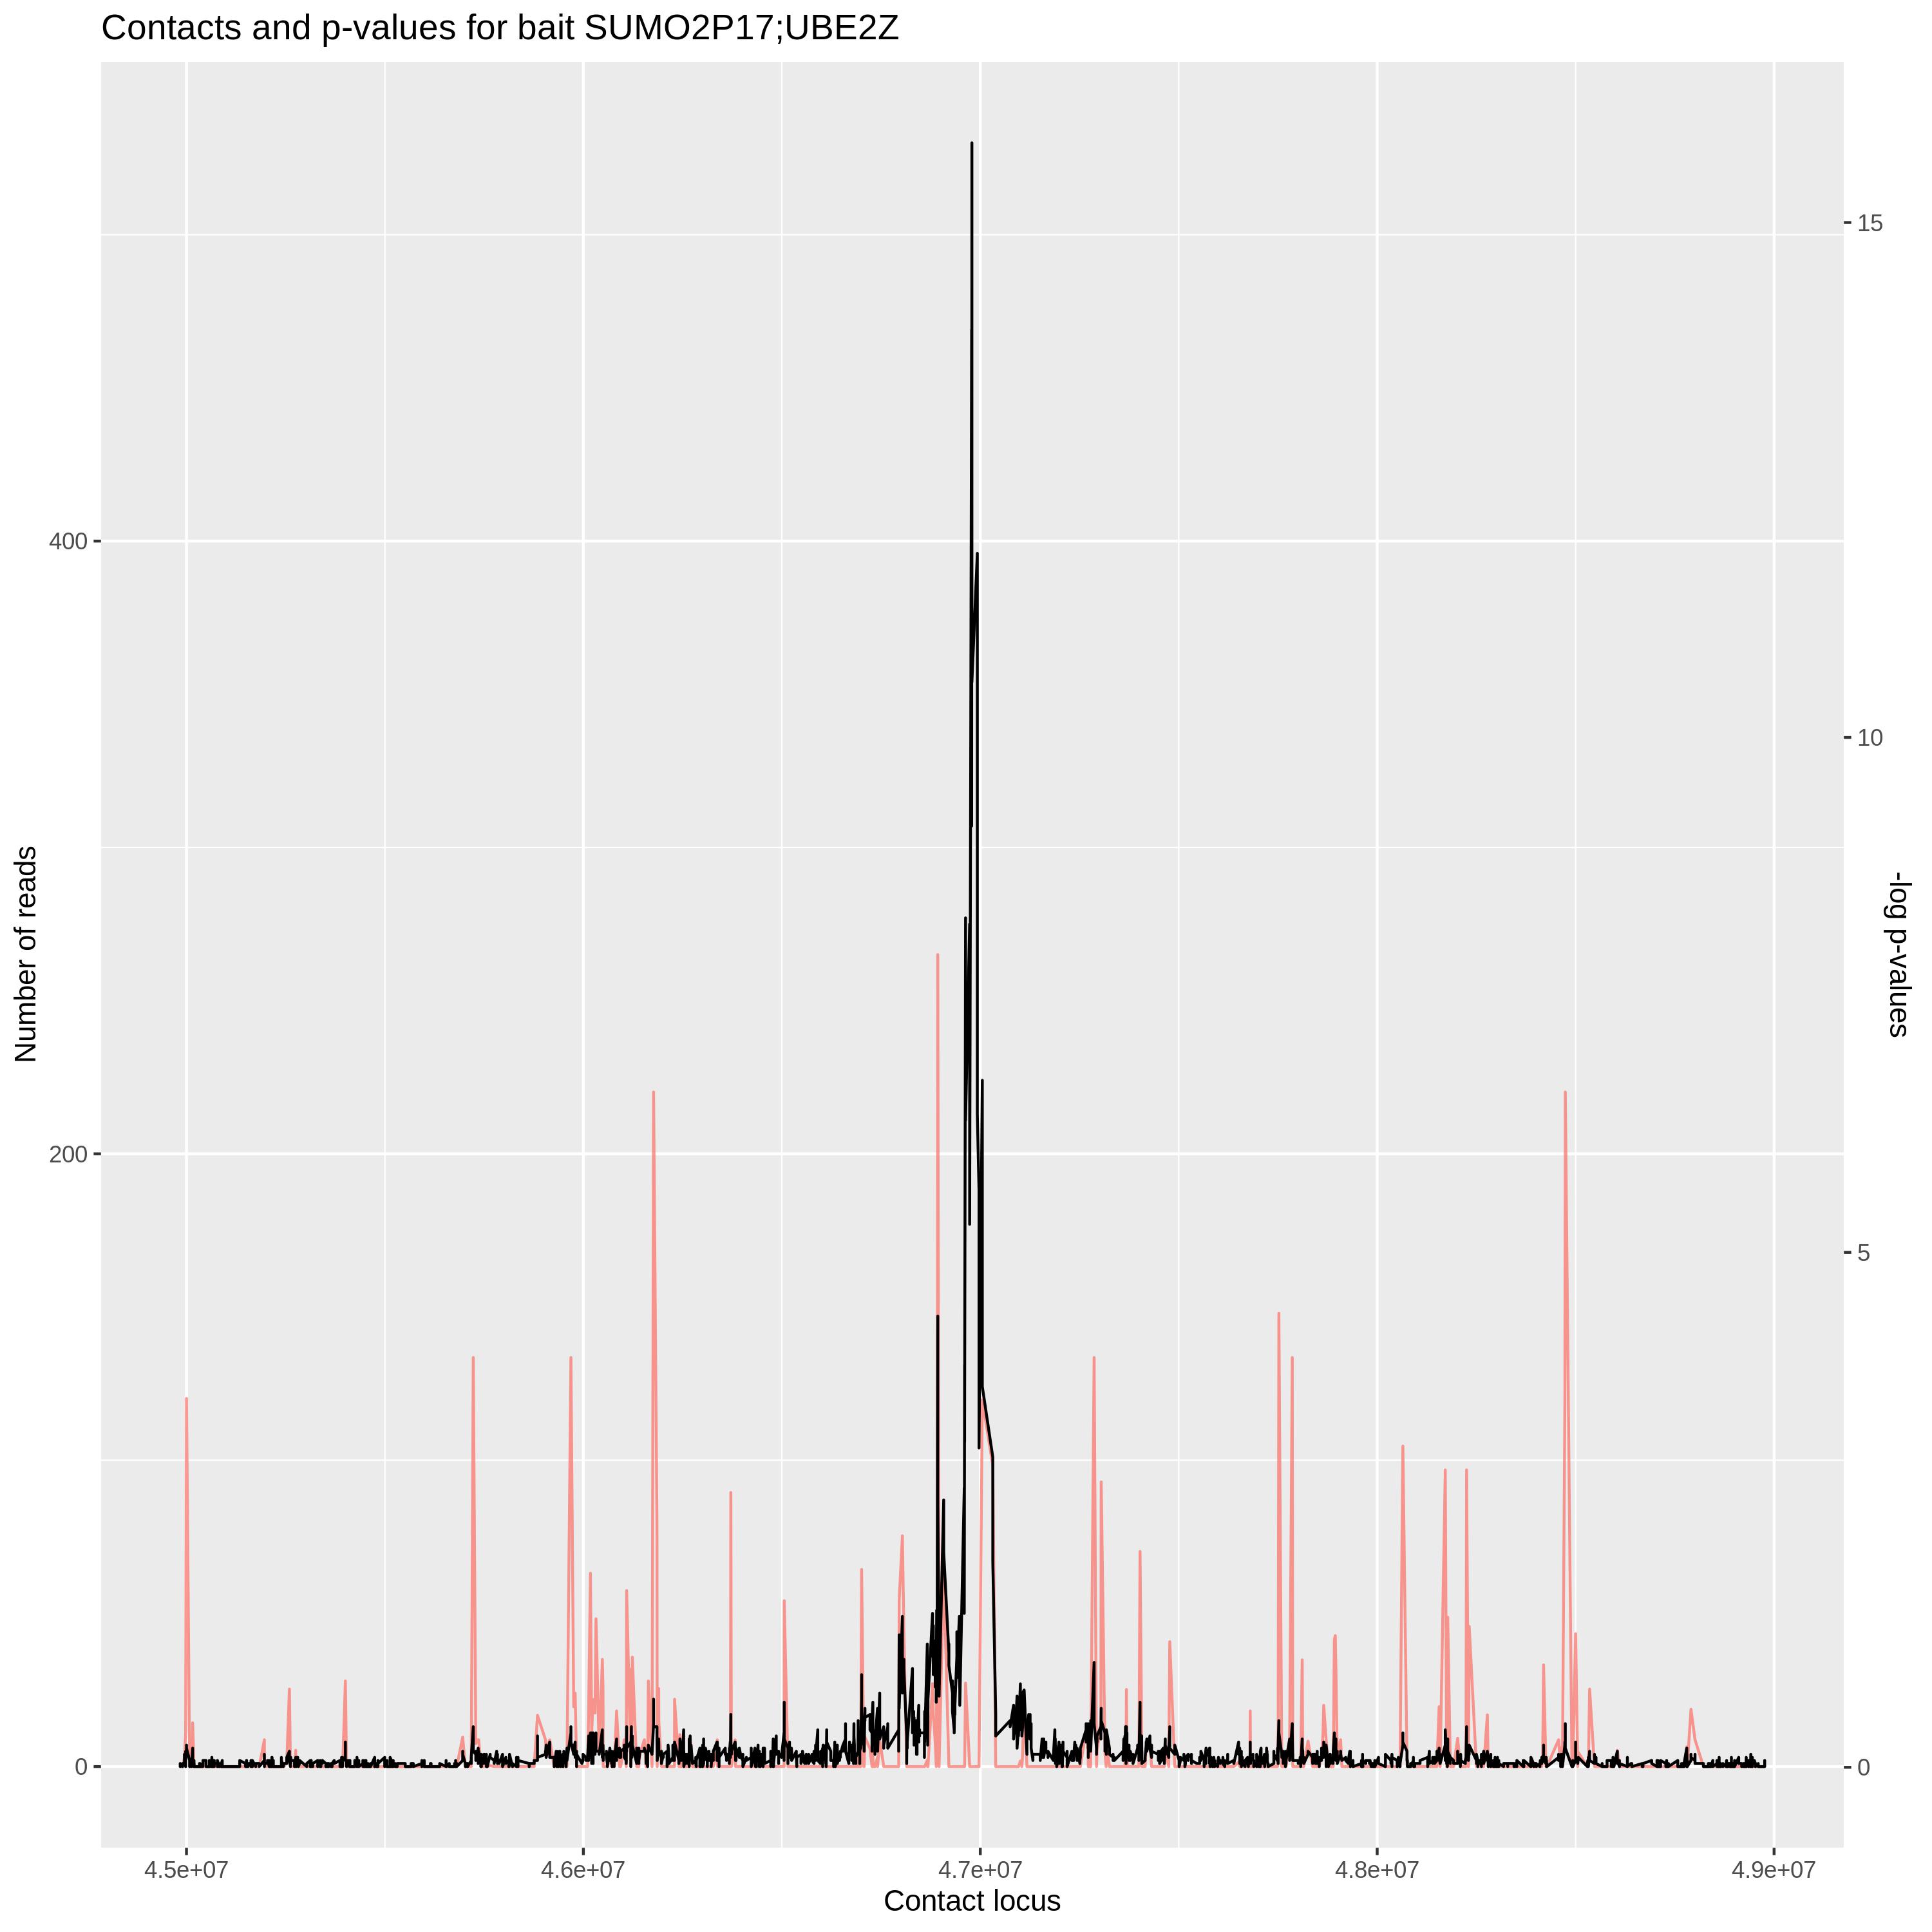 Contacts and p-values for bait SUMO2P17;UBE2Z
Number of reads
400
200
0
15
10
5
0
-log p-values
4.5e+07 4.6e+07 4.7e+07 4.8e+07 4.9e+07
Contact locus